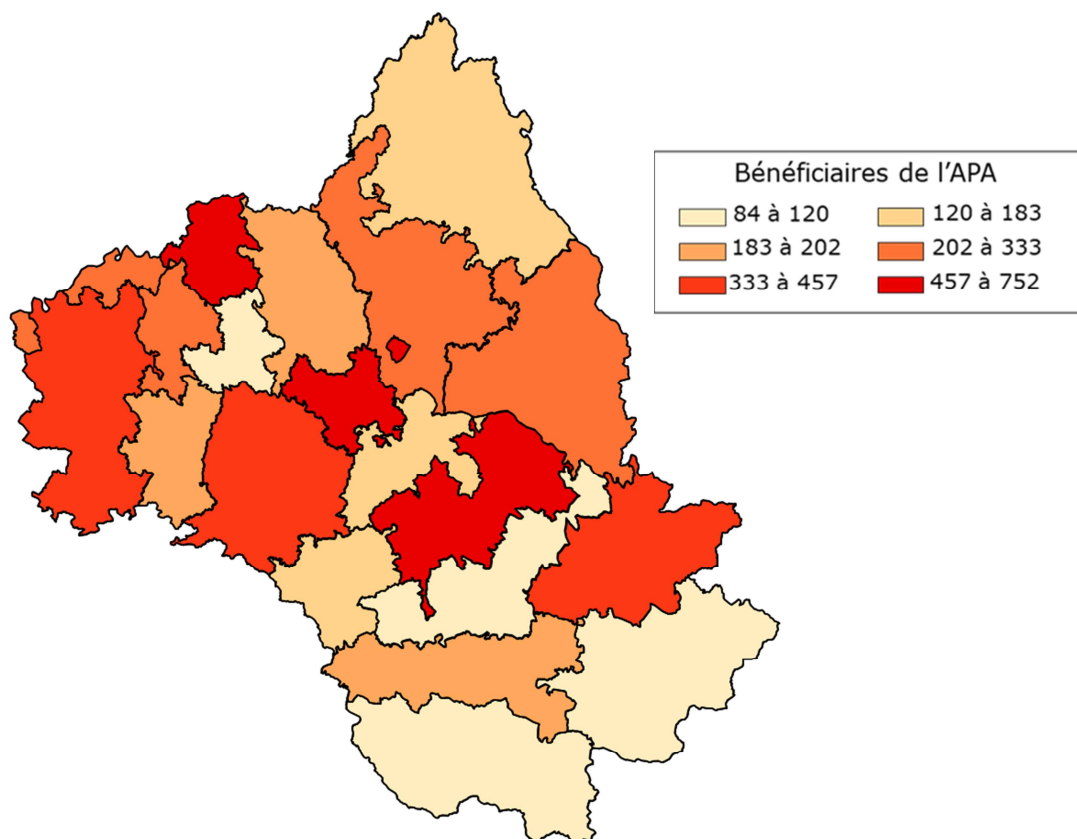 Bénéficiaires de l'APA
84 à 120 120 à 183
183 à 202 202 à 333
333 à 457 457 à 752